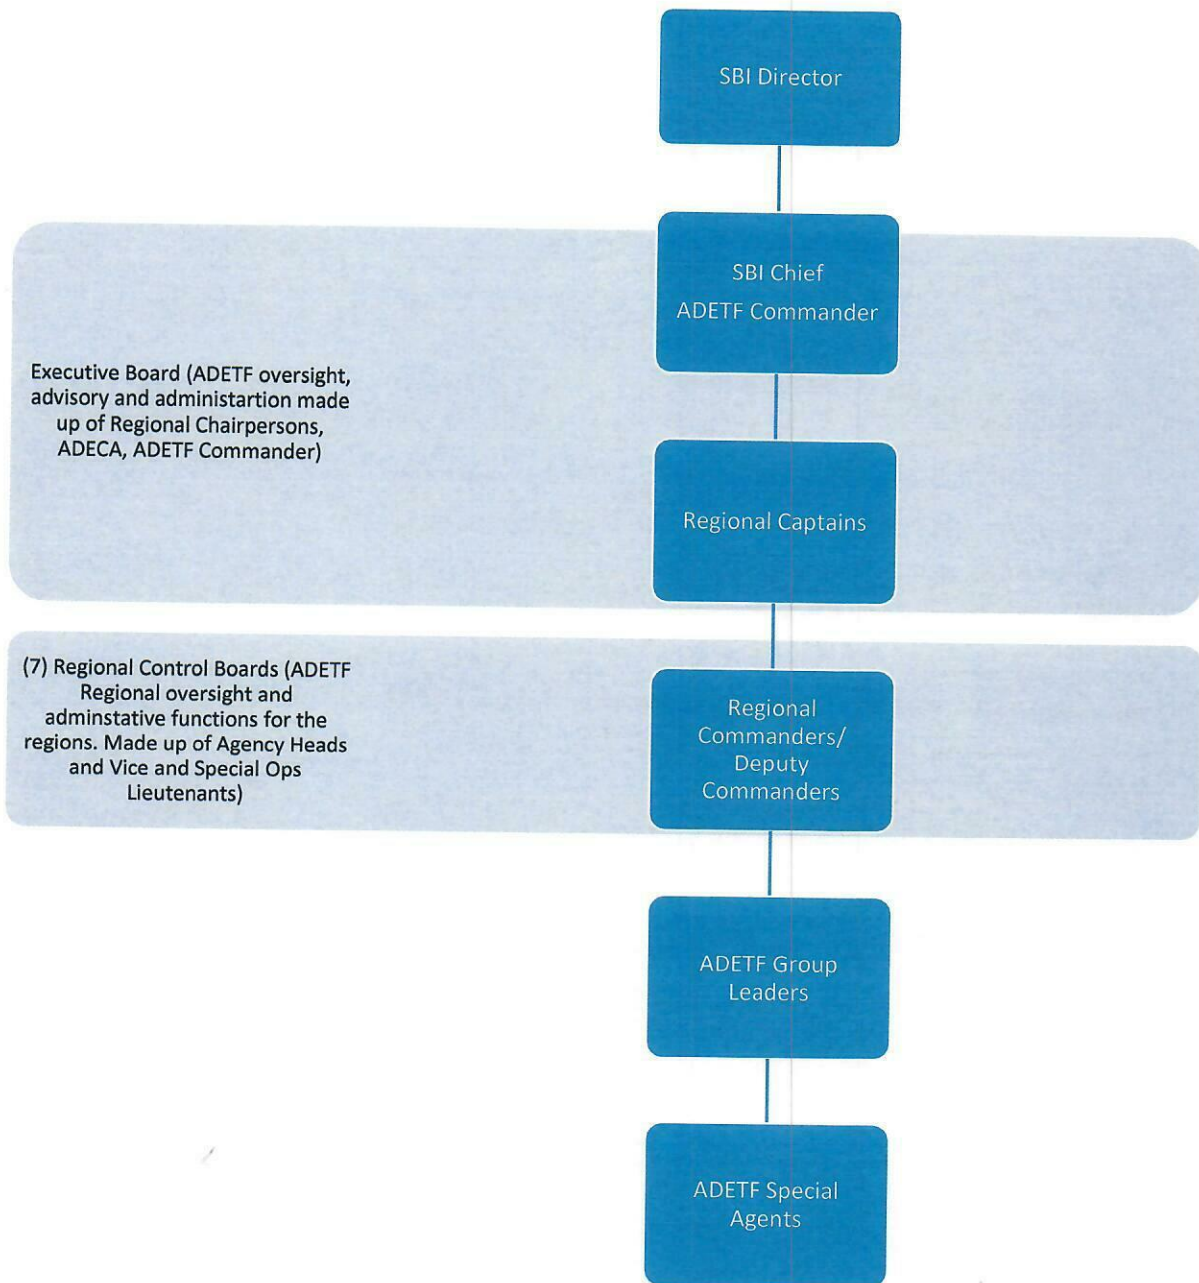 SBI Director
SBI Chief
ADETF Commander
Executive Board (ADETF oversight,
advisory and administartion made
up of Regional Chairpersons,
ADECA, ADETF Commander)
Regional Captains
(7) Regional Control Boards (ADETF
Regional oversight and
adminstative functions for the
regions. Made up of Agency Heads
and Vice and Special Ops
Lieutenants)
Regional
Commanders/
Deputy
Commanders
ADETF Group
Leaders
ADETF Special
Agents